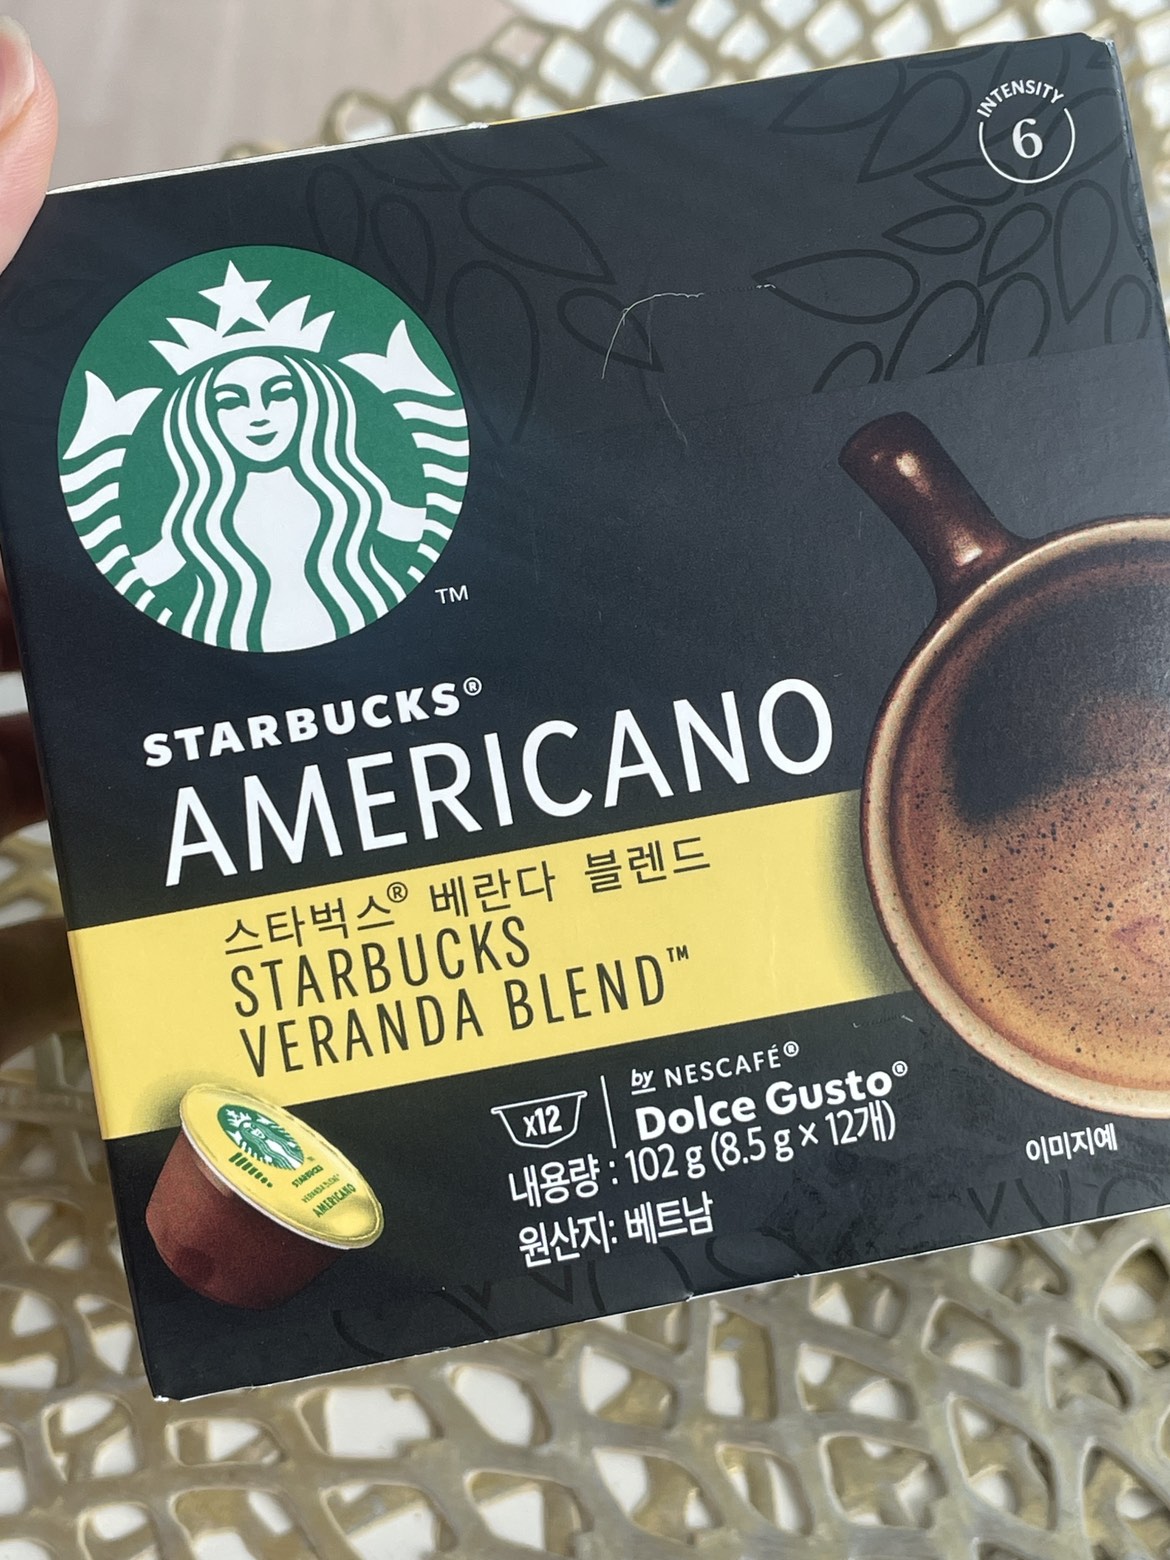 INTENSITY
6
TM
STARBUCKS®
AMERICANO
스타벅스® 베란다 블렌드
STARBUCKS
VERANDA BLEND™
by NESCAFÉ®
x12
Dolce Gusto®
내용량 : 102 g (8.5 g × 12개)
원산지: 베트남
이미지예
STARBUCKS
VERANDA BLEND
AMERICANO